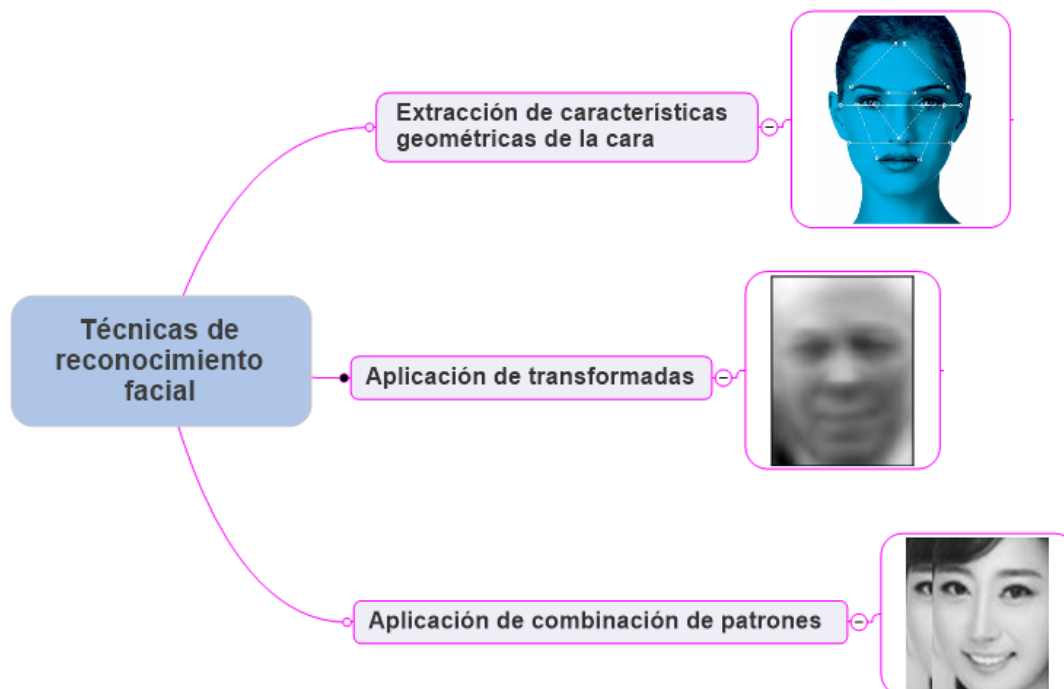 Extracción de características
geométricas de la cara
Técnicas de
reconocimiento
facial
Aplicación de transformadas
Aplicación de combinación de patrones